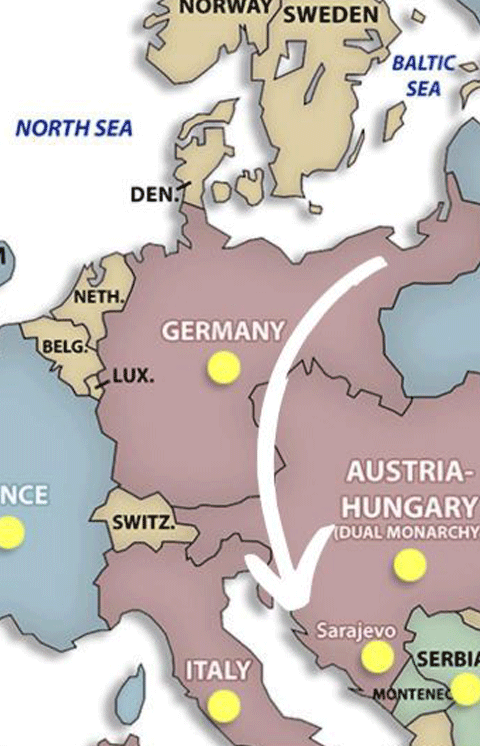 NORWAY
SWEDEN
BALTIC
SEA
NORTH SEA
DEN.
NETH.
GERMANY
BELG.
LUX.
AUSTRIA-
HUNGARY
(DUAL MONARCHY
NCE
SWITZ.
Sarajevo
SERBIA
ITALY
MONTENEG